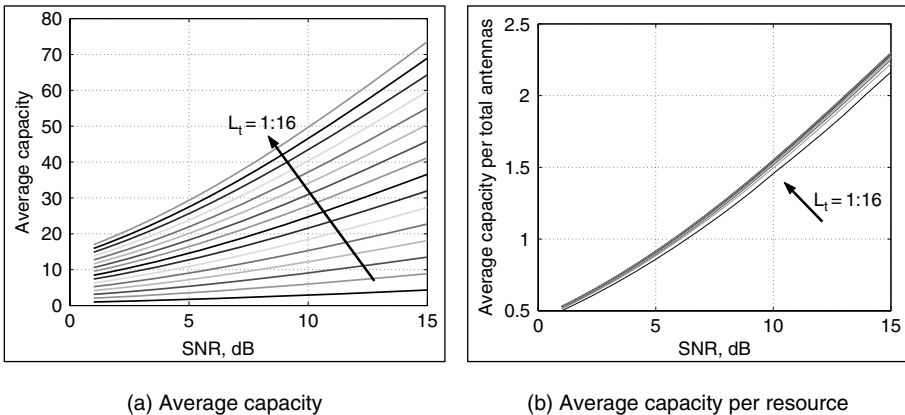 80
70
60
50
40
30
20
10
0
Average capacity
L_t = 1:16
0 5 10 15
SNR, dB
(a) Average capacity
2.5
2
1.5
1
0.5
Average capacity per total antennas
L_t = 1:16
0 5 10 15
SNR, dB
(b) Average capacity per resource